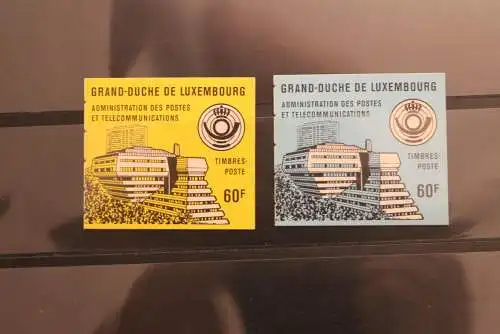 GRAND-DUCHE DE LUXEMBOURG
ADMINISTRATION DES POSTES
ET TELECOMMUNICATIONS
TIMBRES-
POSTE
60F
GRAND-DUCHE DE LUXEMBOURG
ADMINISTRATION DES POSTES
ET TELECOMMUNICATIONS
TIMBRES-
POSTE
60F